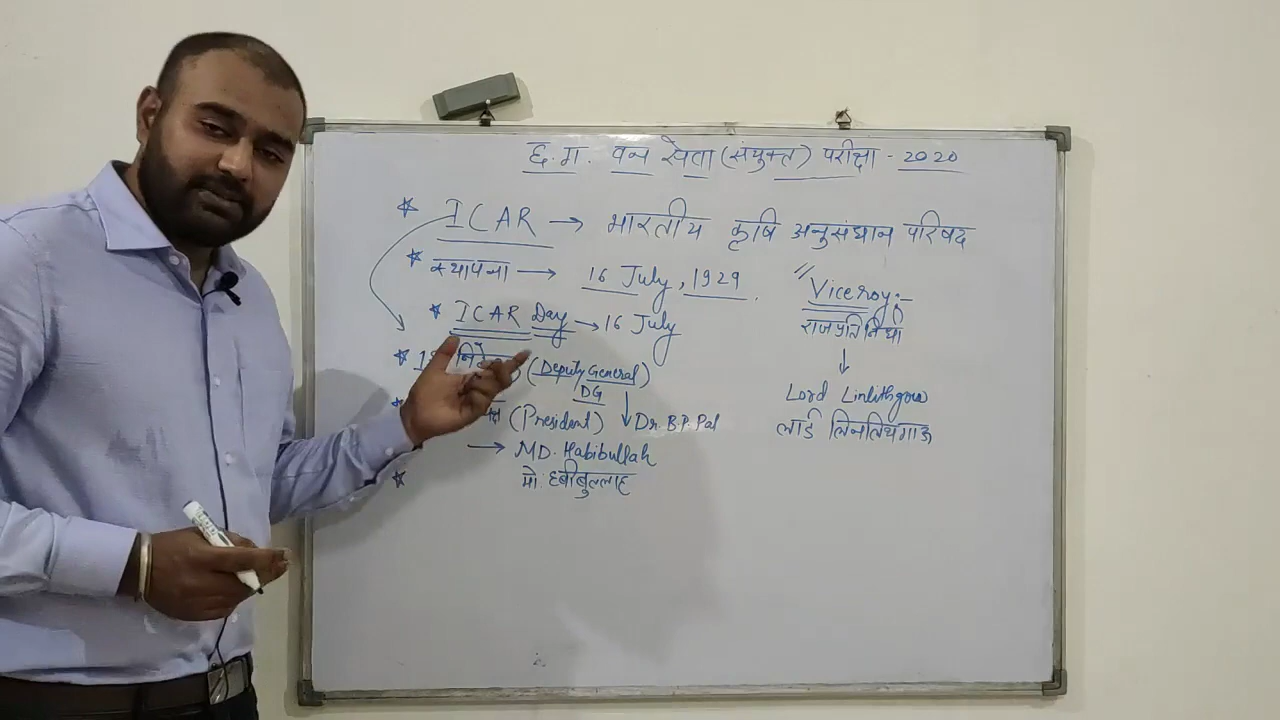 छ.ग. वन सेवा (संयुक्त) परीक्षा - 2020
ICAR → भारतीय कृषि अनुसंधान परिषद
स्थापना → 16 July, 1929.
ICAR Day → 16 July
(Deputy General)
DG
(President) Dr. B.P. Pal
→ MD. Habibullah
मो: हबीबुल्लाह
Viceroy:-
राजप्रतिनिधी
↓
Lord Linlithgow
लार्ड लिनलिथगाऊ